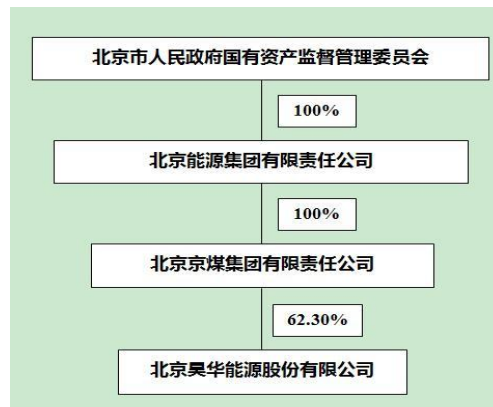 北京市人民政府国有资产监督管理委员会
100%
北京能源集团有限责任公司
100%
北京京煤集团有限责任公司
62.30%
北京昊华能源股份有限公司